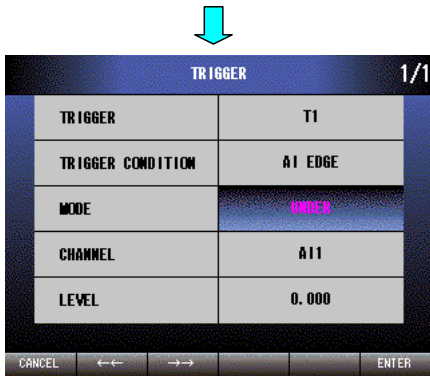 TRIGGER 1/1
TRIGGER T1
TRIGGER CONDITION AI EDGE
MODE UNDER
CHANNEL AI1
LEVEL 0.000
CANCEL ←← →→ ENTER